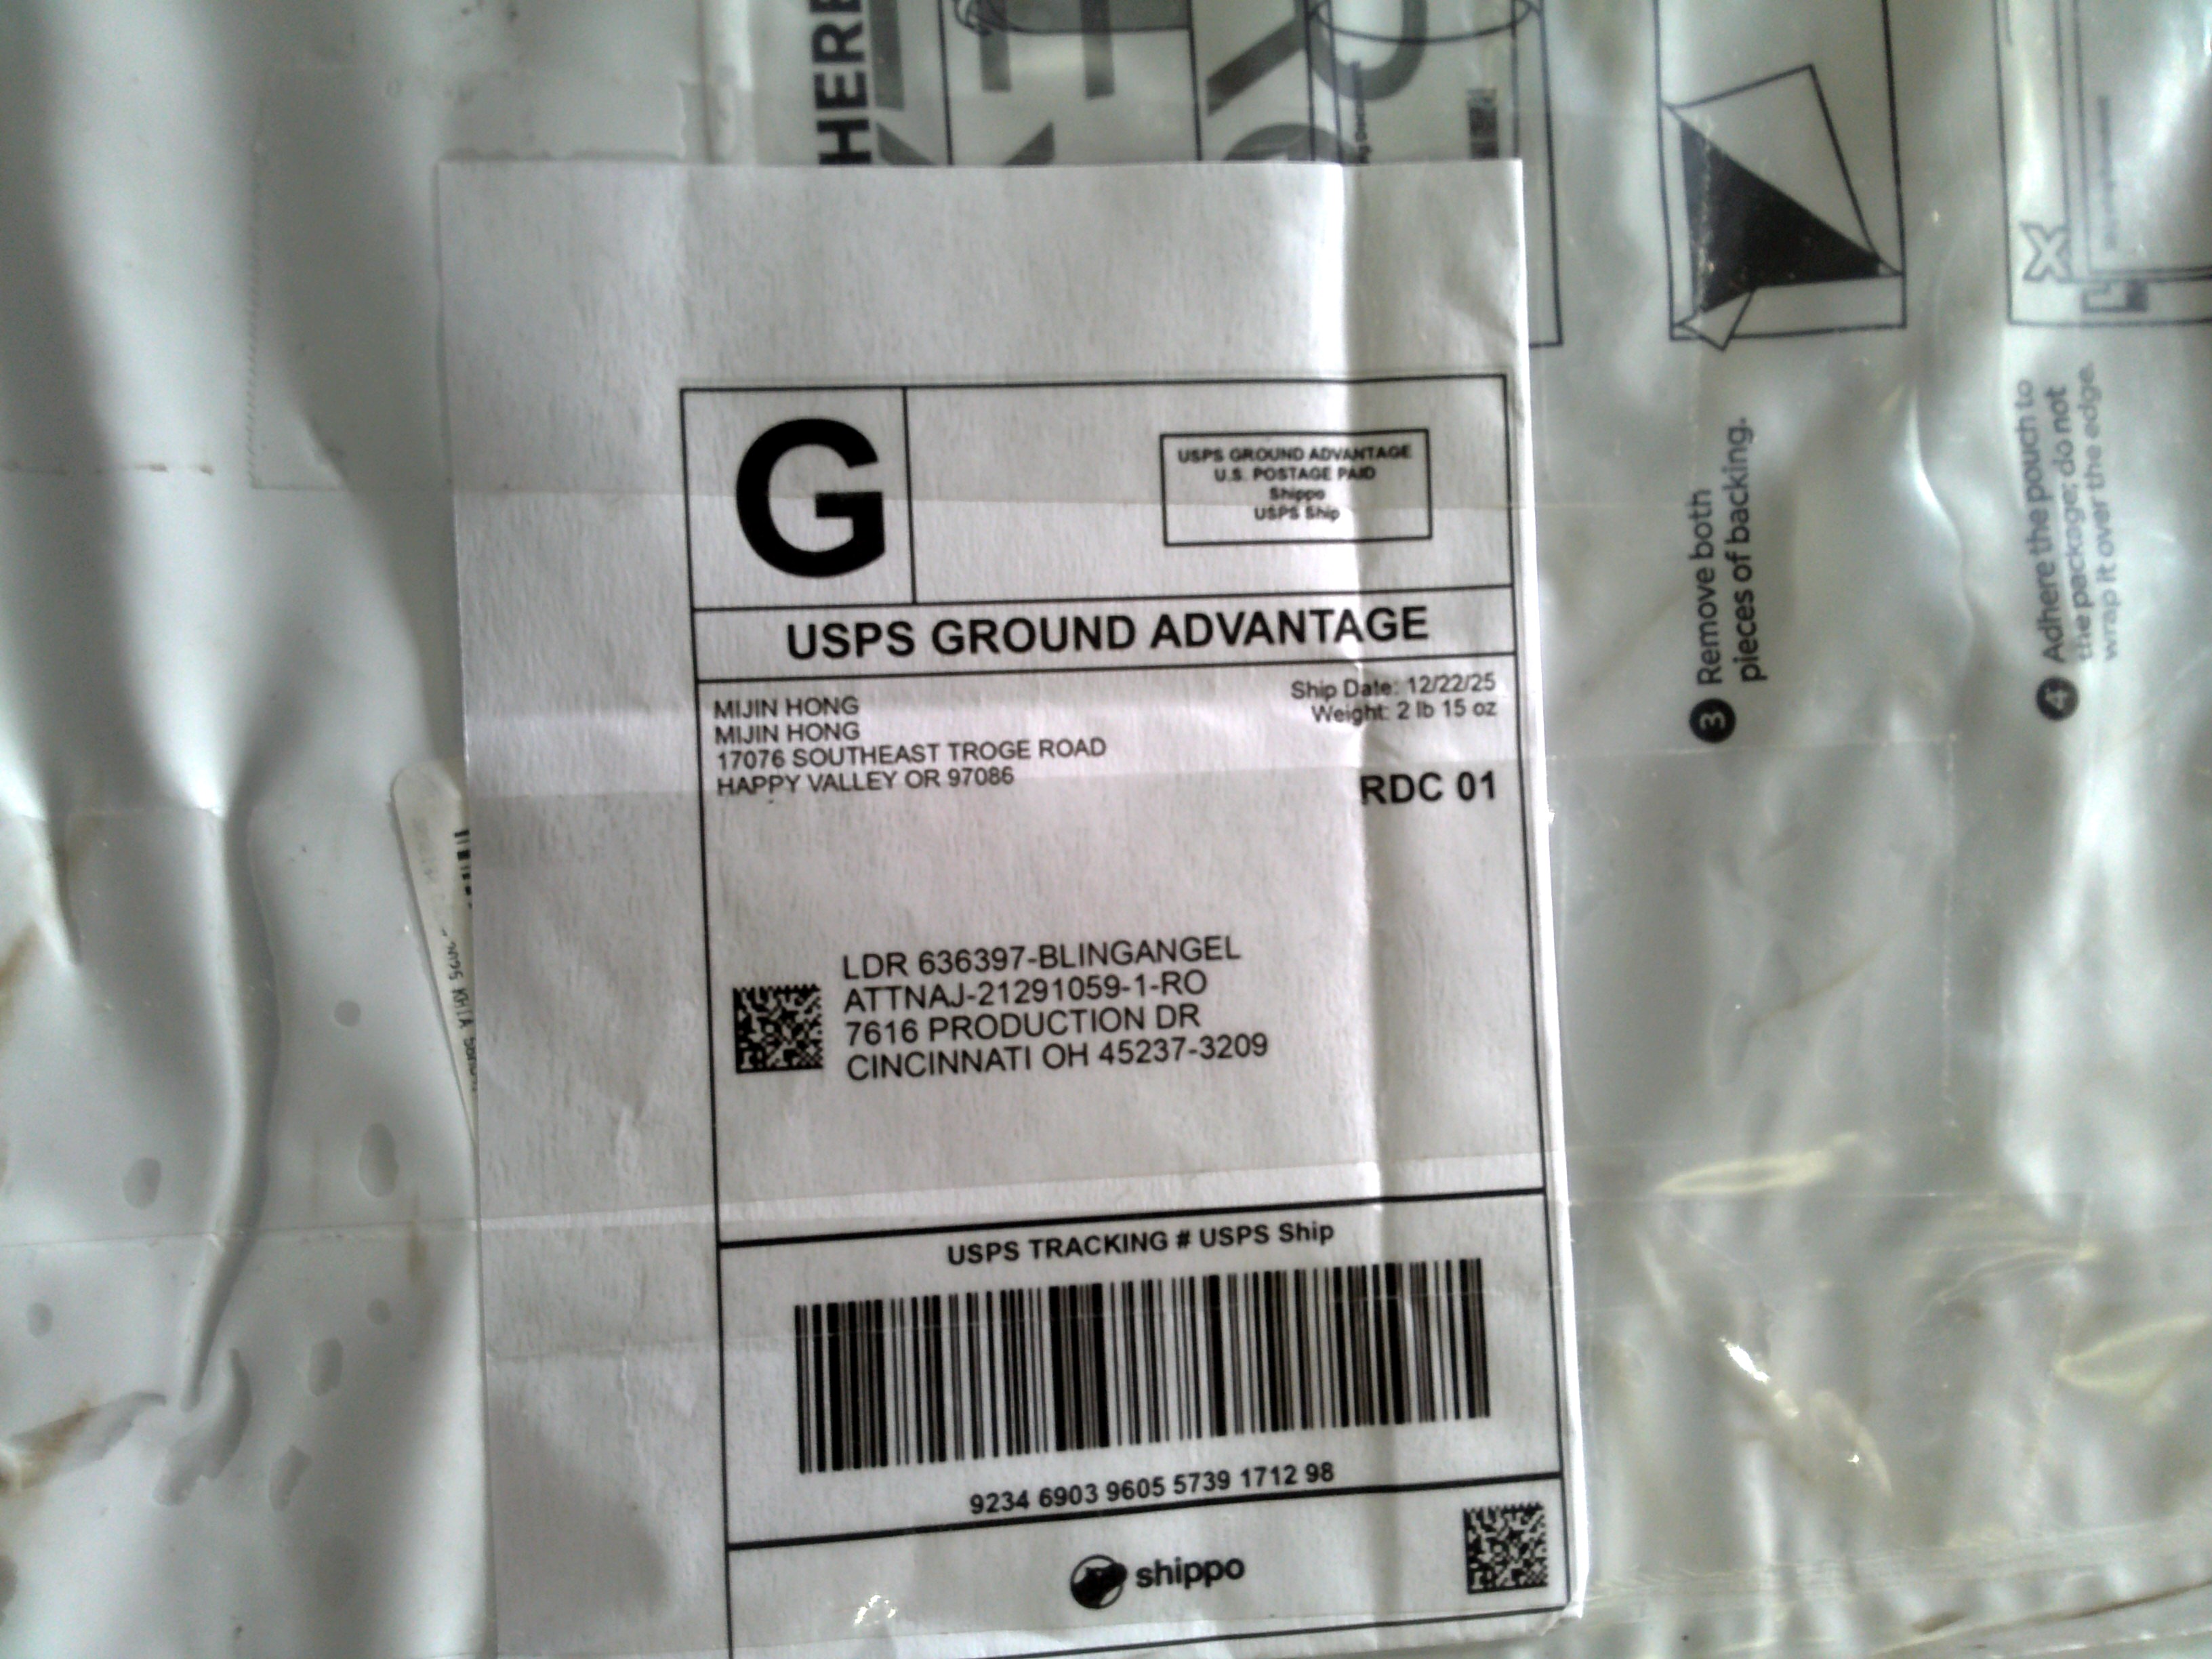 HERE
G
USPS GROUND ADVANTAGE
U.S. POSTAGE PAID
Shippo
USPS Ship
USPS GROUND ADVANTAGE
MIJIN HONG
MIJIN HONG
17076 SOUTHEAST TROGE ROAD
HAPPY VALLEY OR 97086
Ship Date: 12/22/25
Weight: 2 lb 15 oz
RDC 01
LDR 636397-BLINGANGEL
ATTNAJ-21291059-1-RO
7616 PRODUCTION DR
CINCINNATI OH 45237-3209
USPS TRACKING # USPS Ship
9234 6903 9605 5739 1712 98
shippo
3 Remove both
pieces of backing.
4 Adhere the pouch to
the package; do not
wrap it over the edge.
X